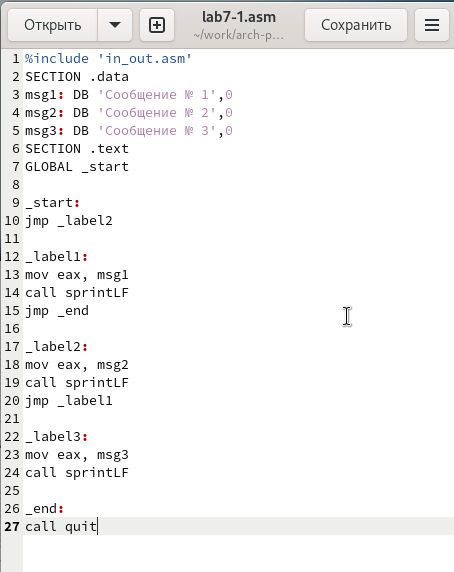 Открыть lab7-1.asm Сохранить
~/work/arch-p...
1 %include 'in_out.asm'
2 SECTION .data
3 msg1: DB 'Сообщение № 1',0
4 msg2: DB 'Сообщение № 2',0
5 msg3: DB 'Сообщение № 3',0
6 SECTION .text
7 GLOBAL _start
8
9 _start:
10 jmp _label2
11
12 _label1:
13 mov eax, msg1
14 call sprintLF
15 jmp _end
16
17 _label2:
18 mov eax, msg2
19 call sprintLF
20 jmp _label1
21
22 _label3:
23 mov eax, msg3
24 call sprintLF
25
26 _end:
27 call quit